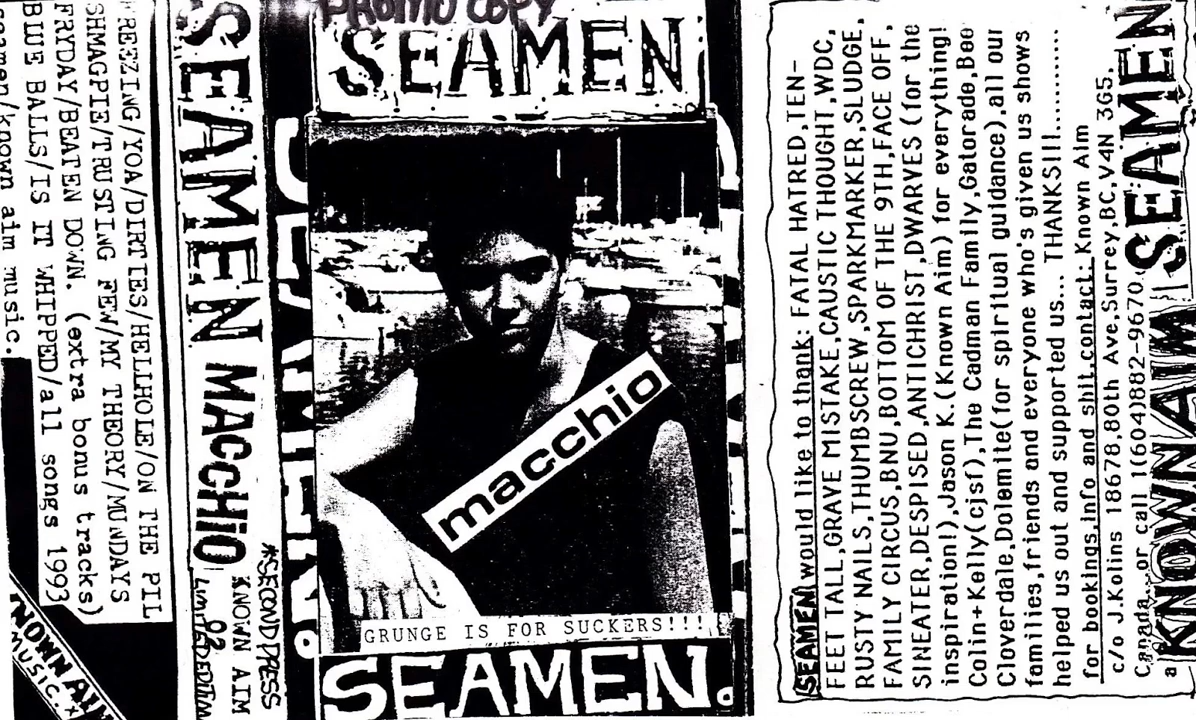 FREEZING/YOA/DIRTIES/HELLHOLE/ON THE PIL
SHMAGPIE/TRUSTING FEW/MY THEORY/MUNDAYS
FRYDAY/BEATEN DOWN. (extra bonus tracks)
BLUE BALLS/IS IT WHIPPED/all songs 1993
seamen/known aim music.
KNOWN AIM
MUSIC.
SEAMEN MACCHIO
KNOWN AIM
92
LIMITED EDITION
*SECOND PRESS
PROMO COPY
SEAMEN
SEAMEN.
macchio
GRUNGE IS FOR SUCKERS!!!
SEAMEN.
SEAMEN would like to thank: FATAL HATRED,TEN-
FEET TALL,GRAVE MISTAKE,CAUSTIC THOUGHT,WDC,
RUSTY NAILS,THUMBSCREW,SPARKMARKER,SLUDGE,
FAMILY CIRCUS,BNU,BOTTOM OF THE 9TH,FACE OFF,
SINEATER,DESPISED,ANTICHRIST,DWARVES (for the
inspiration!),Jason K.(Known Aim) for everything!
Colin+Kelly(cjsf),The Cadman Family,Gatorade,Bee
Cloverdale,Dolemite(for spiritual guidance),all our
families,friends and everyone who's given us shows
helped us out and supported us... THANKS!!!
for bookings,info and shit,contact: Known Aim
c/o J.Kolins 18678,80th Ave,Surrey,BC,V4N 3G5,
Canada...or call 1(604)882-9670
a KNOWN AIM SEAMEN